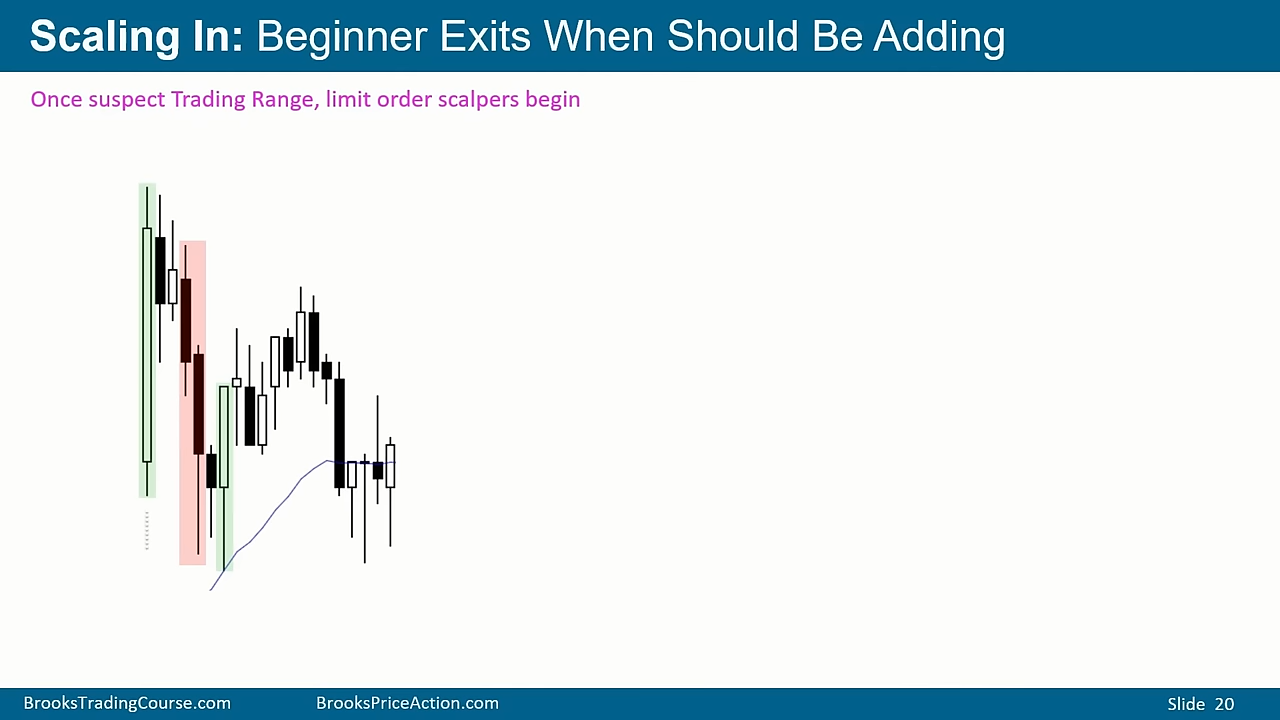 Scaling In: Beginner Exits When Should Be Adding
Once suspect Trading Range, limit order scalpers begin
BrooksTradingCourse.com
BrooksPriceAction.com
Slide 20